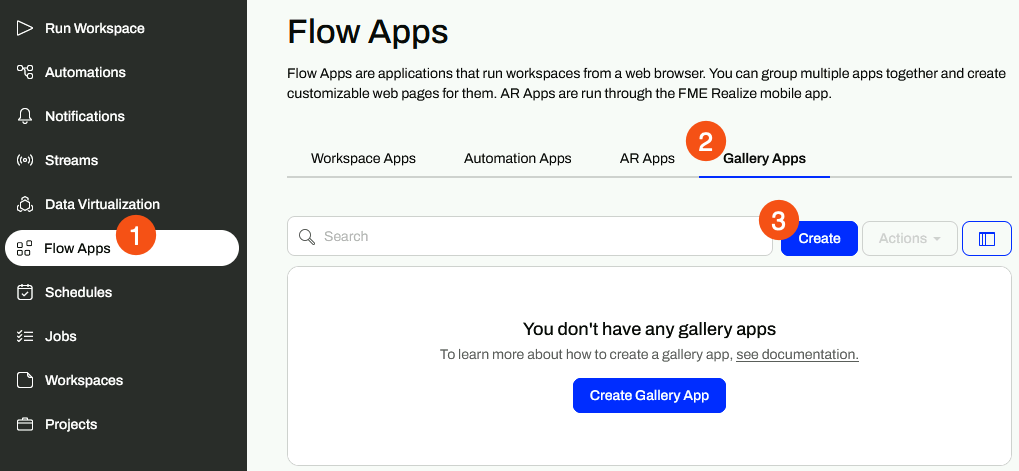 Run Workspace
Automations
Notifications
Streams
Data Virtualization
1
Flow Apps
Schedules
Jobs
Workspaces
Projects
Flow Apps
Flow Apps are applications that run workspaces from a web browser. You can group multiple apps together and create
customizable web pages for them. AR Apps are run through the FME Realize mobile app.
Workspace Apps Automation Apps AR Apps 2 Gallery Apps
Search 3 Create Actions
You don't have any gallery apps
To learn more about how to create a gallery app, see documentation.
Create Gallery App